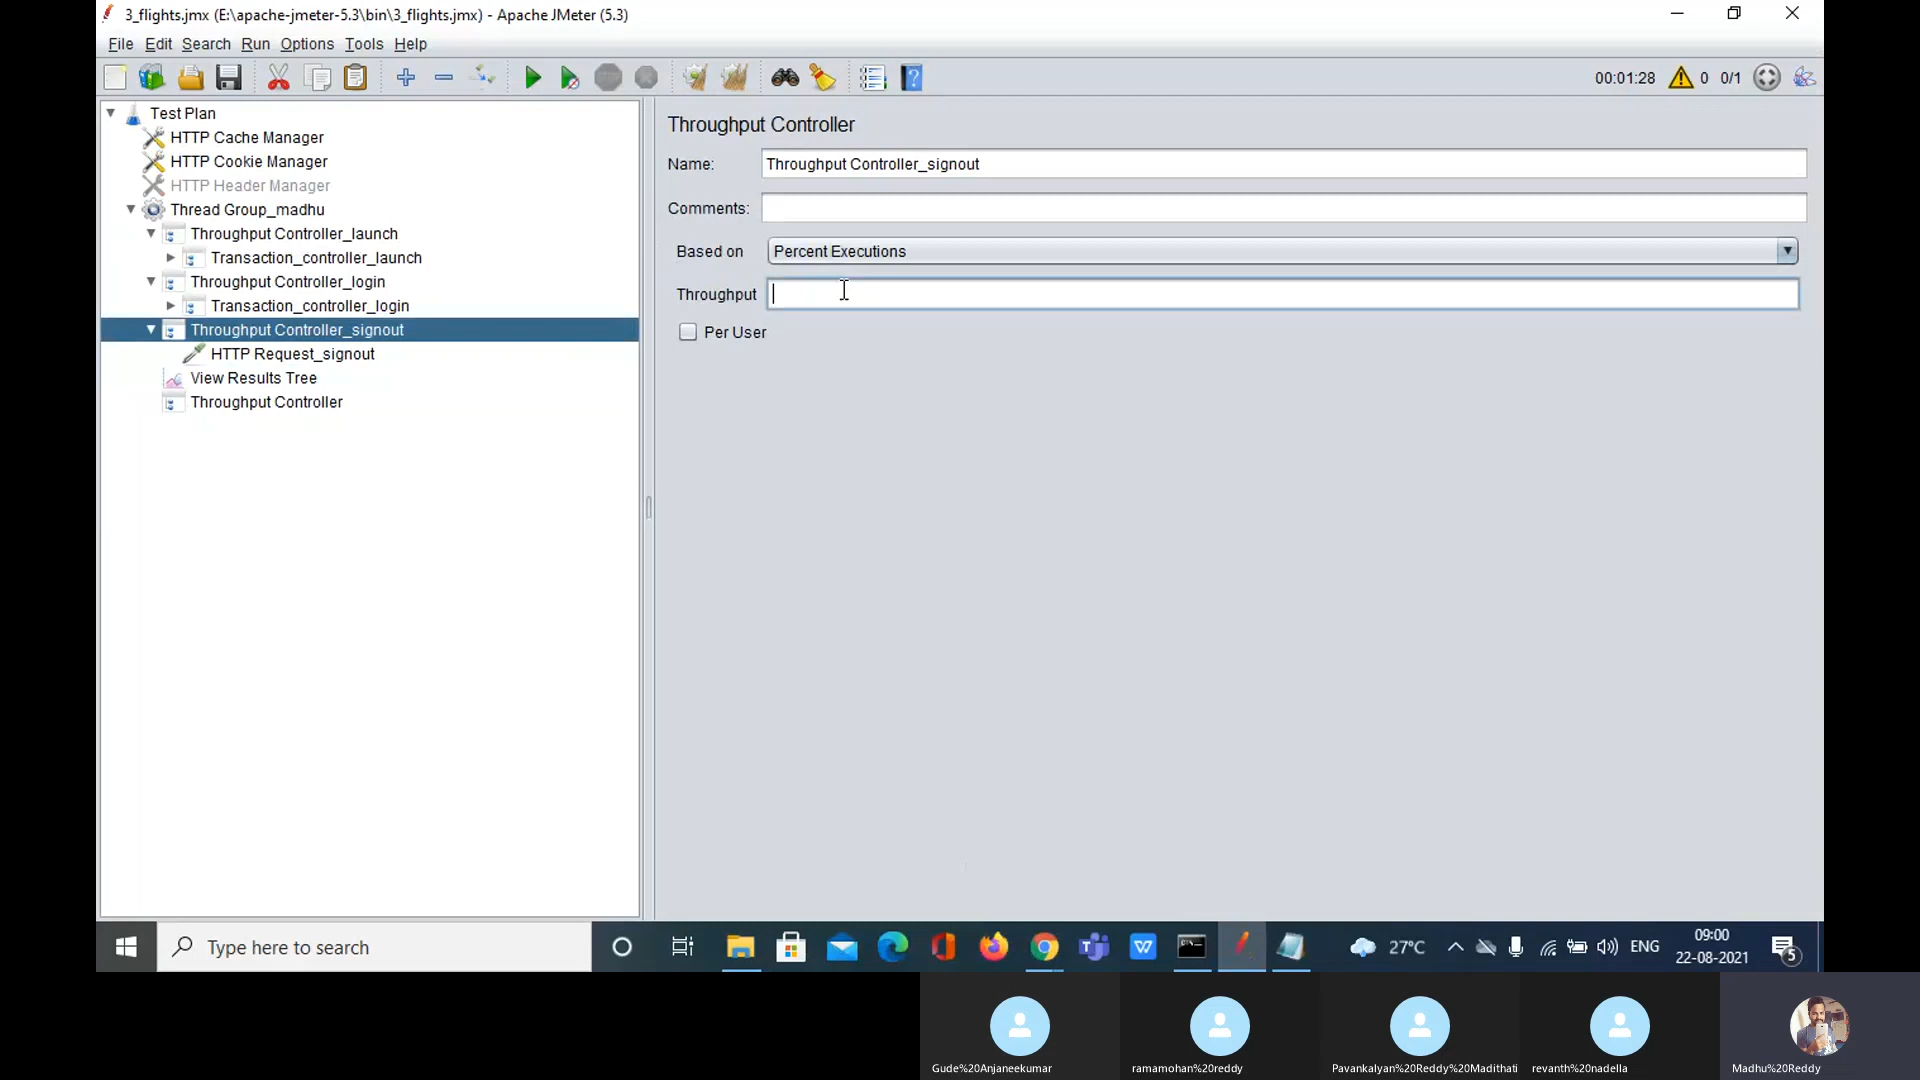 3_flights.jmx (E:\apache-jmeter-5.3\bin\3_flights.jmx) - Apache JMeter (5.3)
File Edit Search Run Options Tools Help
00:01:28 0 0/1
Test Plan
HTTP Cache Manager
HTTP Cookie Manager
HTTP Header Manager
Thread Group_madhu
Throughput Controller_launch
Transaction_controller_launch
Throughput Controller_login
Transaction_controller_login
Throughput Controller_signout
HTTP Request_signout
View Results Tree
Throughput Controller
Throughput Controller
Name: Throughput Controller_signout
Comments:
Based on Percent Executions
Throughput
Per User
Type here to search
27°C ENG
09:00
22-08-2021
5
Gude%20Anjaneekumar
ramamohan%20reddy
Pavankalyan%20Reddy%20Madithati
revanth%20nadella
Madhu%20Reddy